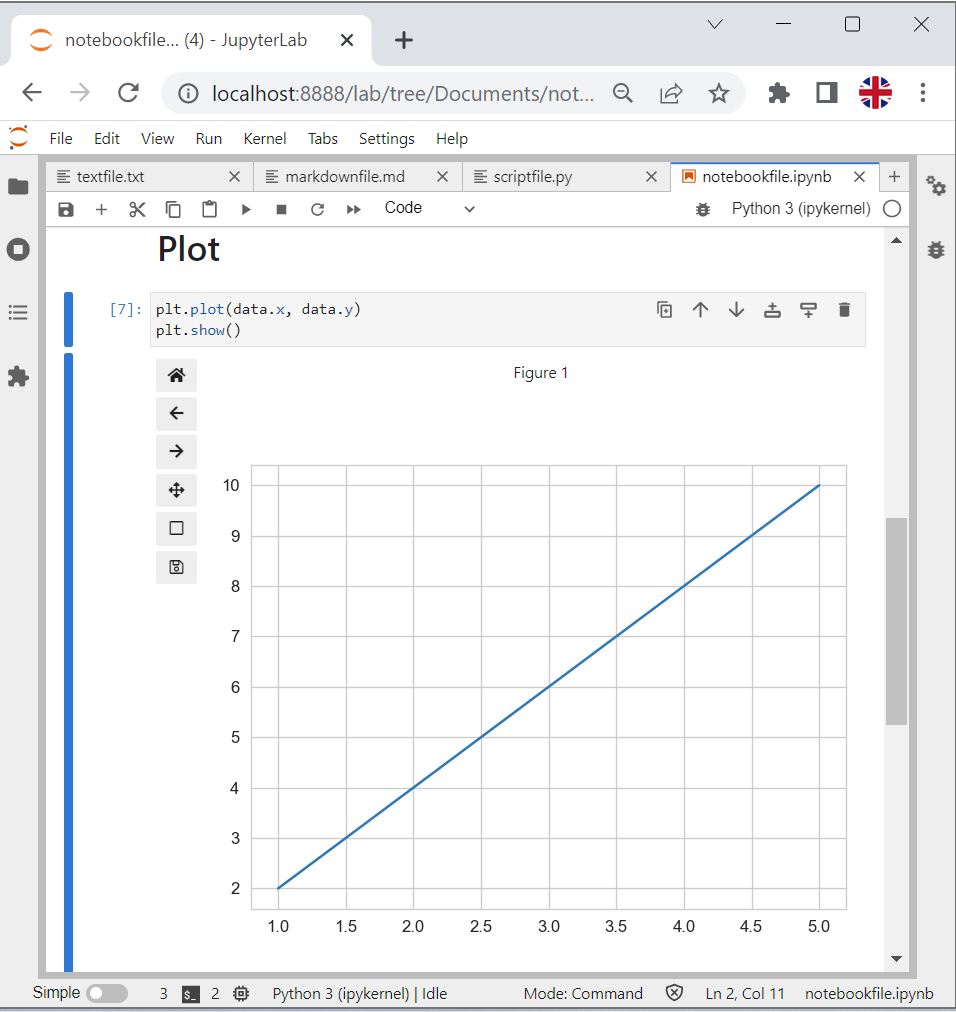 notebookfile... (4) - JupyterLab
localhost:8888/lab/tree/Documents/not...
File Edit View Run Kernel Tabs Settings Help
textfile.txt markdownfile.md scriptfile.py notebookfile.ipynb
Code Python 3 (ipykernel)
Plot
[7]: plt.plot(data.x, data.y)
plt.show()
Figure 1
10
9
8
7
6
5
4
3
2
1.0 1.5 2.0 2.5 3.0 3.5 4.0 4.5 5.0
Simple 3 $_ 2 Python 3 (ipykernel) | Idle Mode: Command Ln 2, Col 11 notebookfile.ipynb